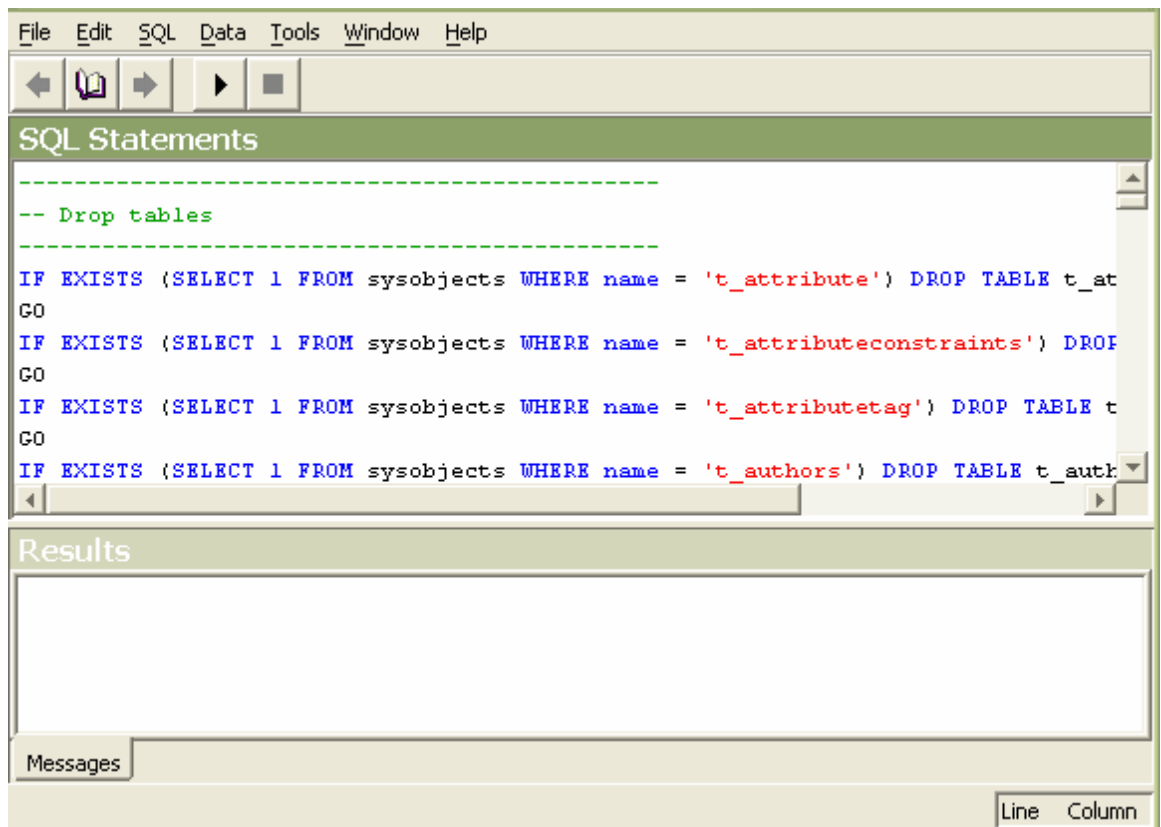 File Edit SQL Data Tools Window Help
SQL Statements
----------------------------------------------
-- Drop tables
----------------------------------------------
IF EXISTS (SELECT 1 FROM sysobjects WHERE name = 't_attribute') DROP TABLE t_at
GO
IF EXISTS (SELECT 1 FROM sysobjects WHERE name = 't_attributeconstraints') DROP
GO
IF EXISTS (SELECT 1 FROM sysobjects WHERE name = 't_attributetag') DROP TABLE t
GO
IF EXISTS (SELECT 1 FROM sysobjects WHERE name = 't_authors') DROP TABLE t_auth
Results
Messages
Line Column